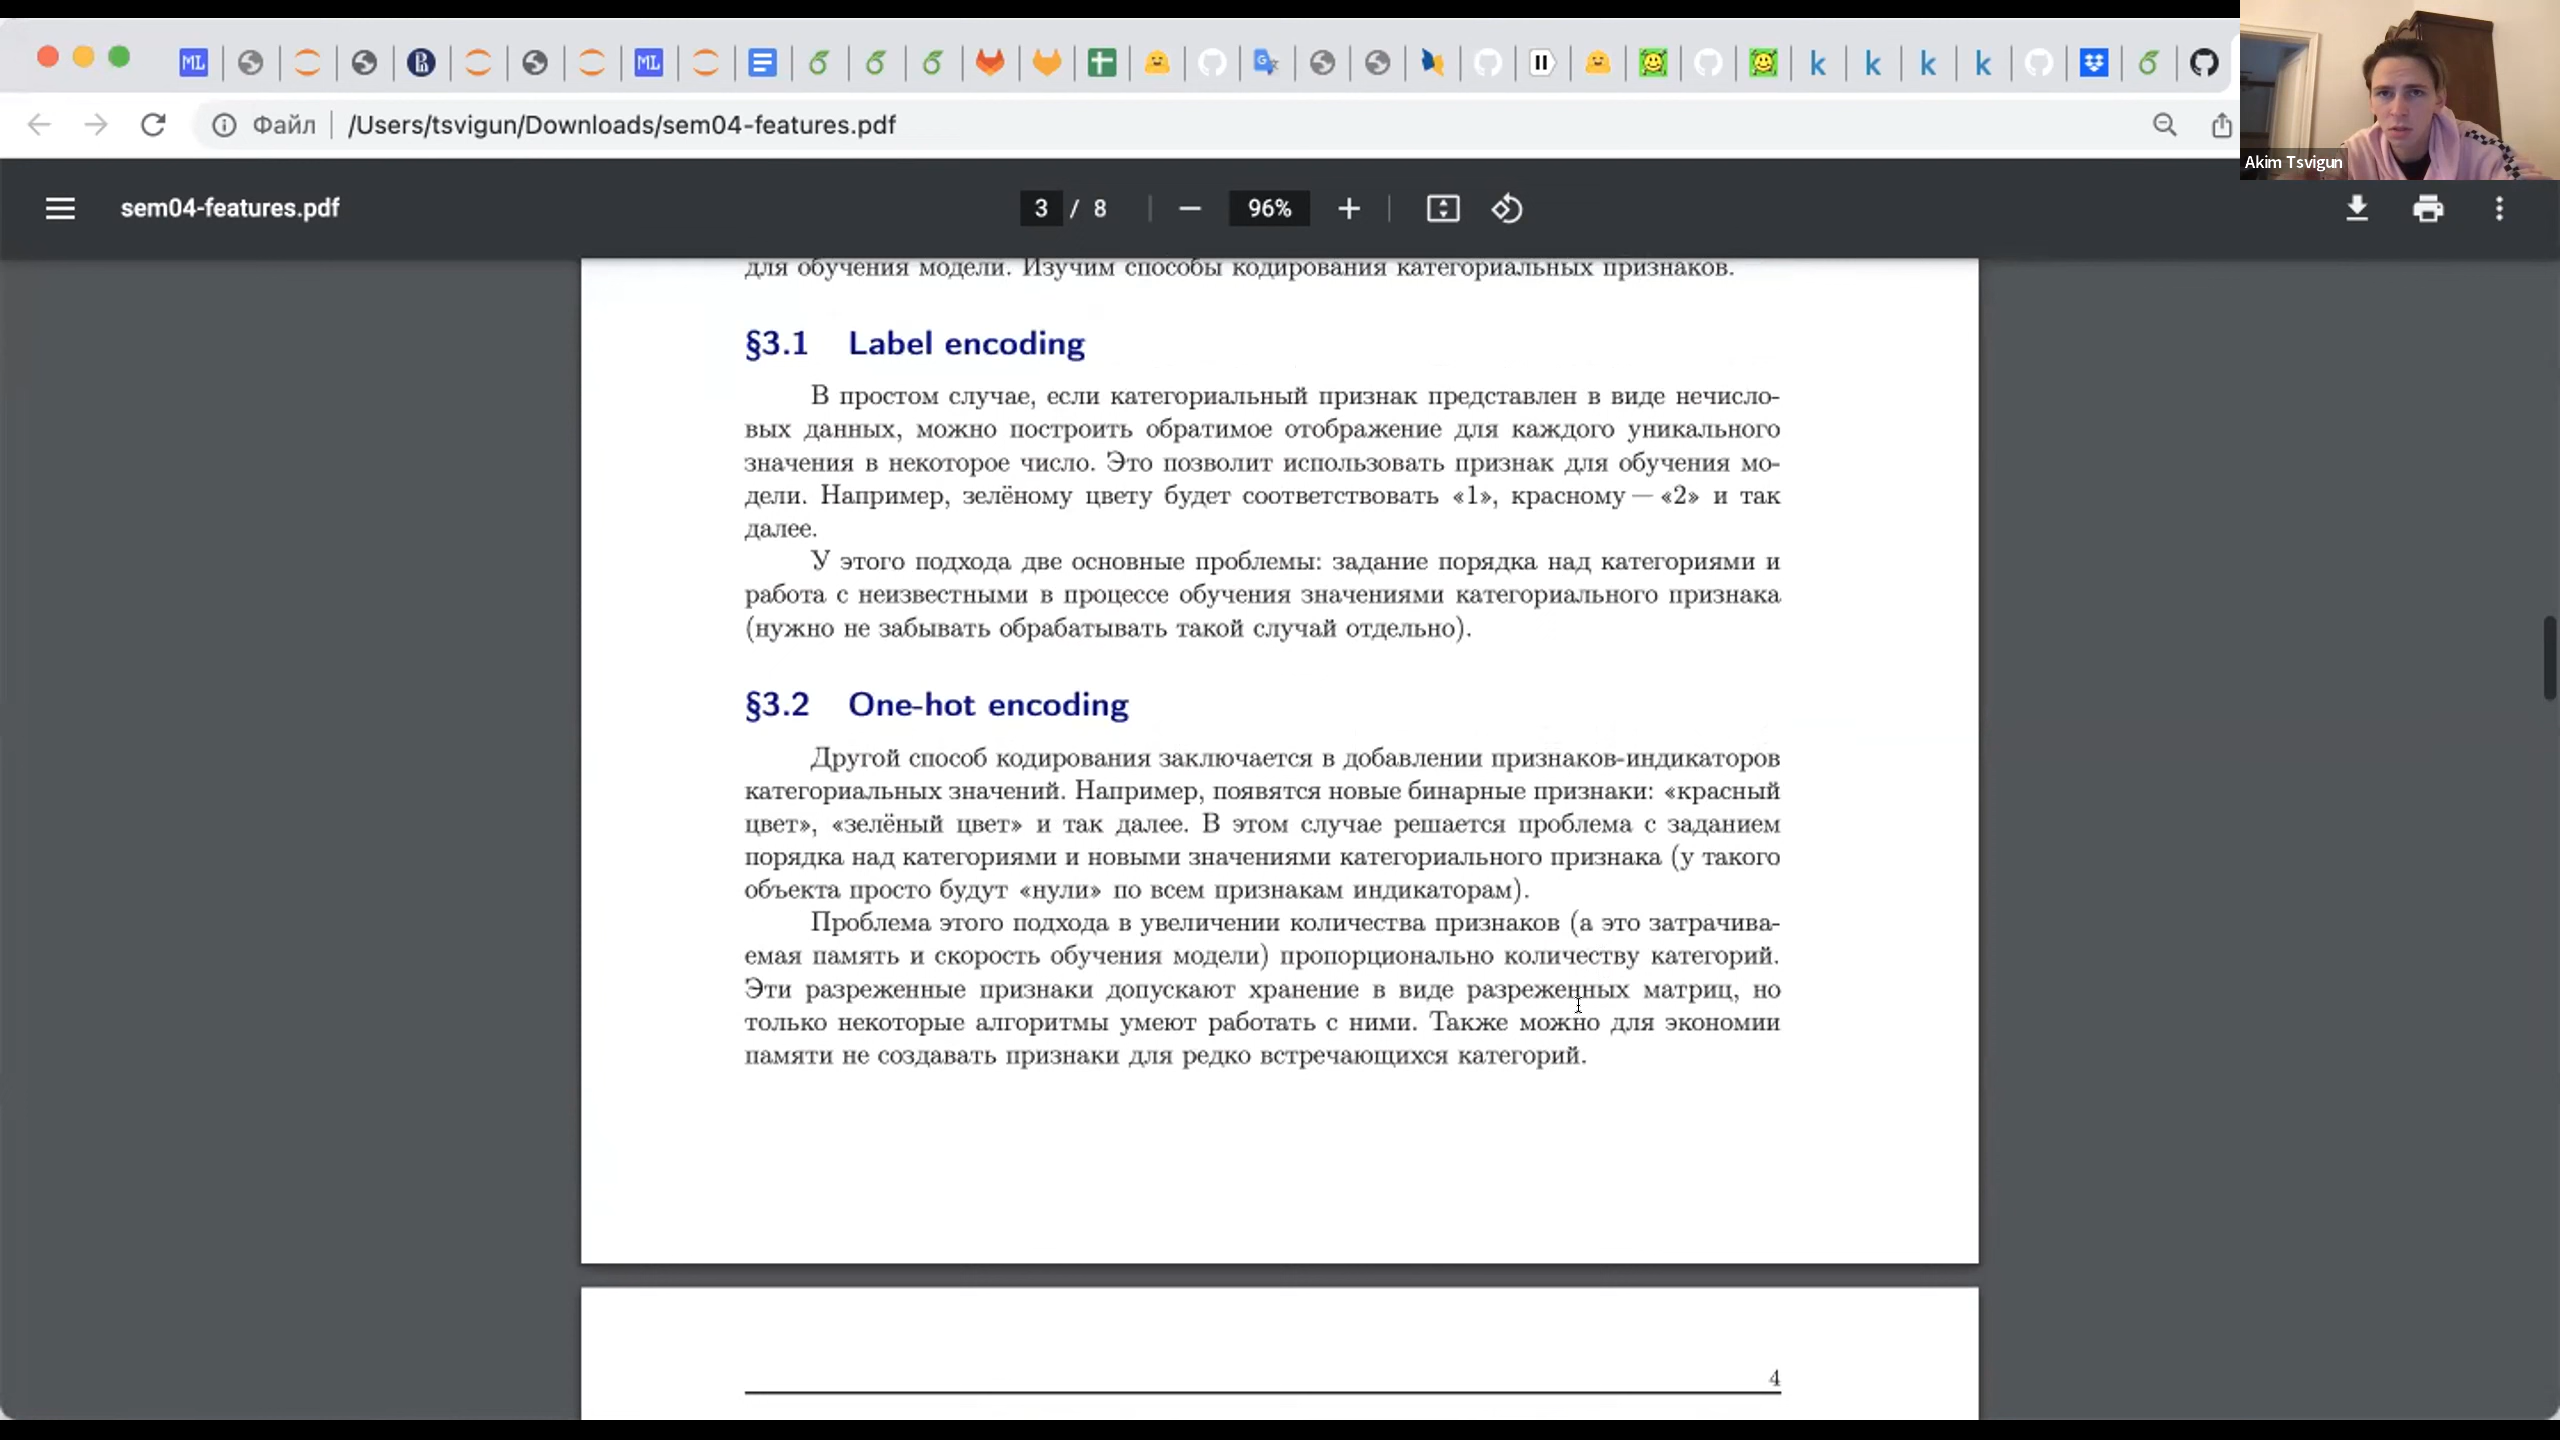 ML
ML
k
k
k
k
Файл
/Users/tsvigun/Downloads/sem04-features.pdf
Akim Tsvigun
sem04-features.pdf
3 / 8
96%
для обучения модели. Изучим способы кодирования категориальных признаков.
§3.1 Label encoding
В простом случае, если категориальный признак представлен в виде нечисло-
вых данных, можно построить обратимое отображение для каждого уникального
значения в некоторое число. Это позволит использовать признак для обучения мо-
дели. Например, зелёному цвету будет соответствовать «1», красному — «2» и так
далее.
У этого подхода две основные проблемы: задание порядка над категориями и
работа с неизвестными в процессе обучения значениями категориального признака
(нужно не забывать обрабатывать такой случай отдельно).
§3.2 One-hot encoding
Другой способ кодирования заключается в добавлении признаков-индикаторов
категориальных значений. Например, появятся новые бинарные признаки: «красный
цвет», «зелёный цвет» и так далее. В этом случае решается проблема с заданием
порядка над категориями и новыми значениями категориального признака (у такого
объекта просто будут «нули» по всем признакам индикаторам).
Проблема этого подхода в увеличении количества признаков (а это затрачива-
емая память и скорость обучения модели) пропорционально количеству категорий.
Эти разреженные признаки допускают хранение в виде разреженных матриц, но
только некоторые алгоритмы умеют работать с ними. Также можно для экономии
памяти не создавать признаки для редко встречающихся категорий.
4